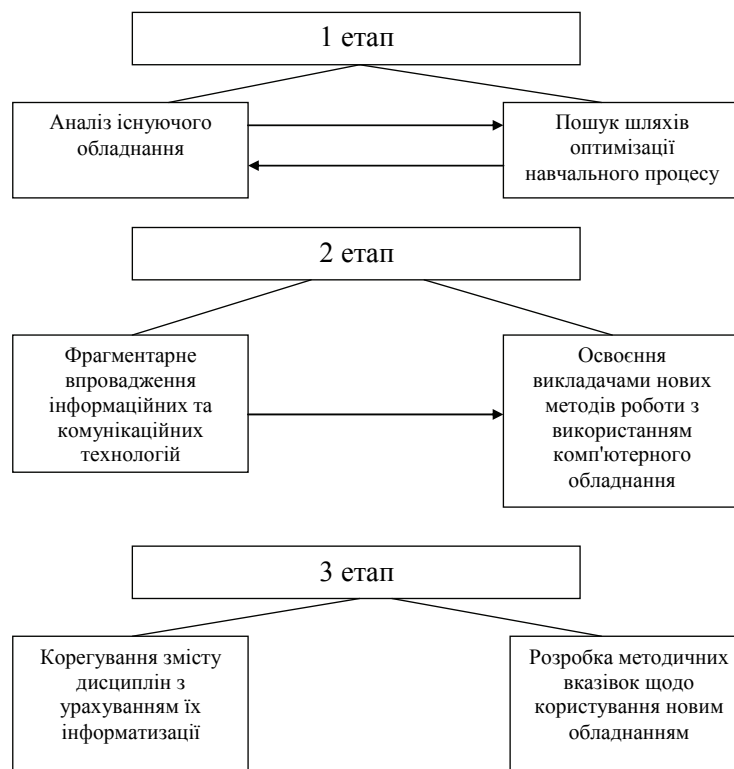 1 етап
Аналіз існуючого
обладнання
Пошук шляхів
оптимізації
навчального процесу
2 етап
Фрагментарне
впровадження
інформаційних та
комунікаційних
технологій
Освоєння
викладачами нових
методів роботи з
використанням
комп'ютерного
обладнання
3 етап
Корегування змісту
дисциплін з
урахуванням їх
інформатизації
Розробка методичних
вказівок щодо
користування новим
обладнанням